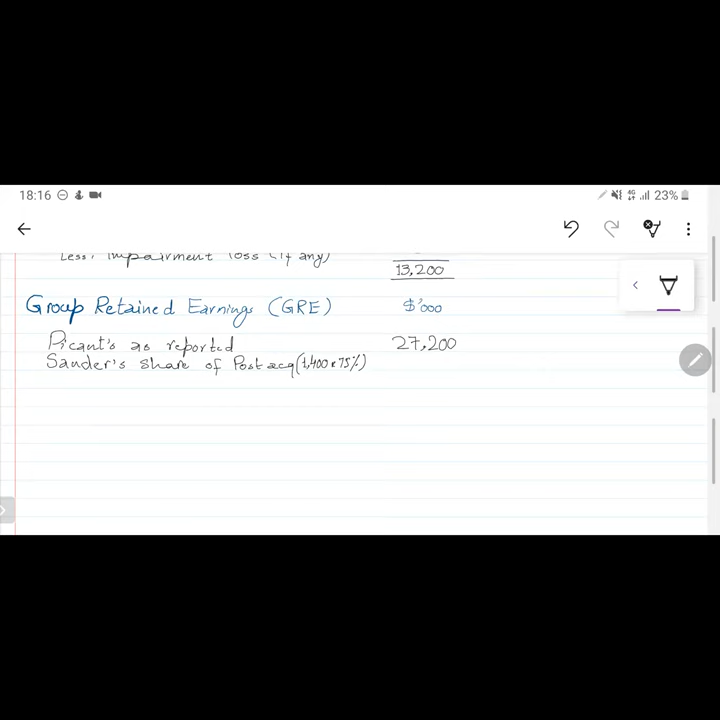 18:16 23%
Less: Impairment loss (if any)
13,200
Group Retained Earnings (GRE) $'000
Picant's as reported 27,200
Sander's share of Post acq (1,400 x 75%)